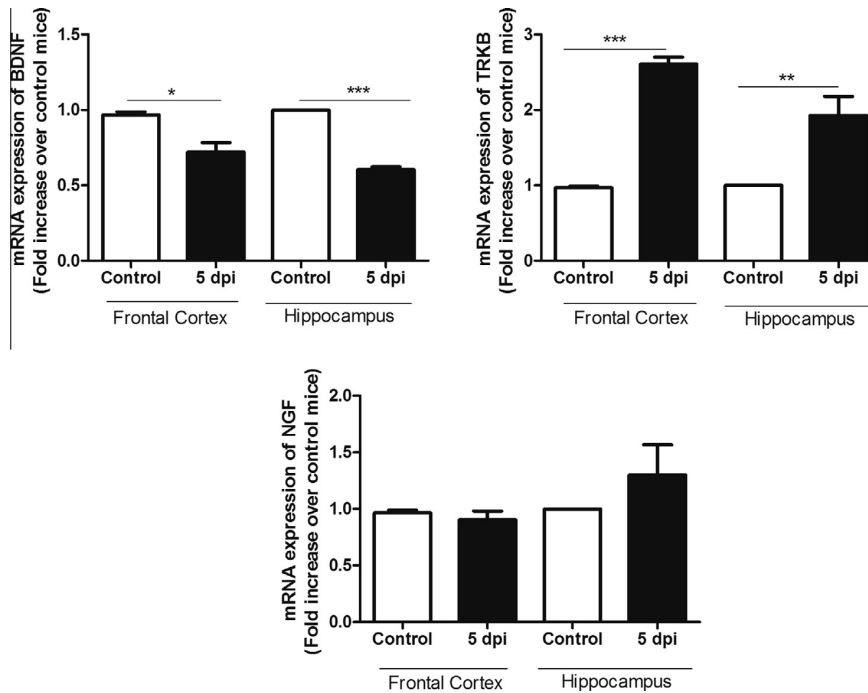 mRNA expression of BDNF
(Fold increase over control mice)
1.5
1.0
0.5
0.0
*
***
Control
5 dpi
Control
5 dpi
Frontal Cortex
Hippocampus
mRNA expression of TRKB
(Fold increase over control mice)
3
2
1
0
***
**
Control
5 dpi
Control
5 dpi
Frontal Cortex
Hippocampus
mRNA expression of NGF
(Fold increase over control mice)
2.0
1.5
1.0
0.5
0.0
Control
5 dpi
Control
5 dpi
Frontal Cortex
Hippocampus